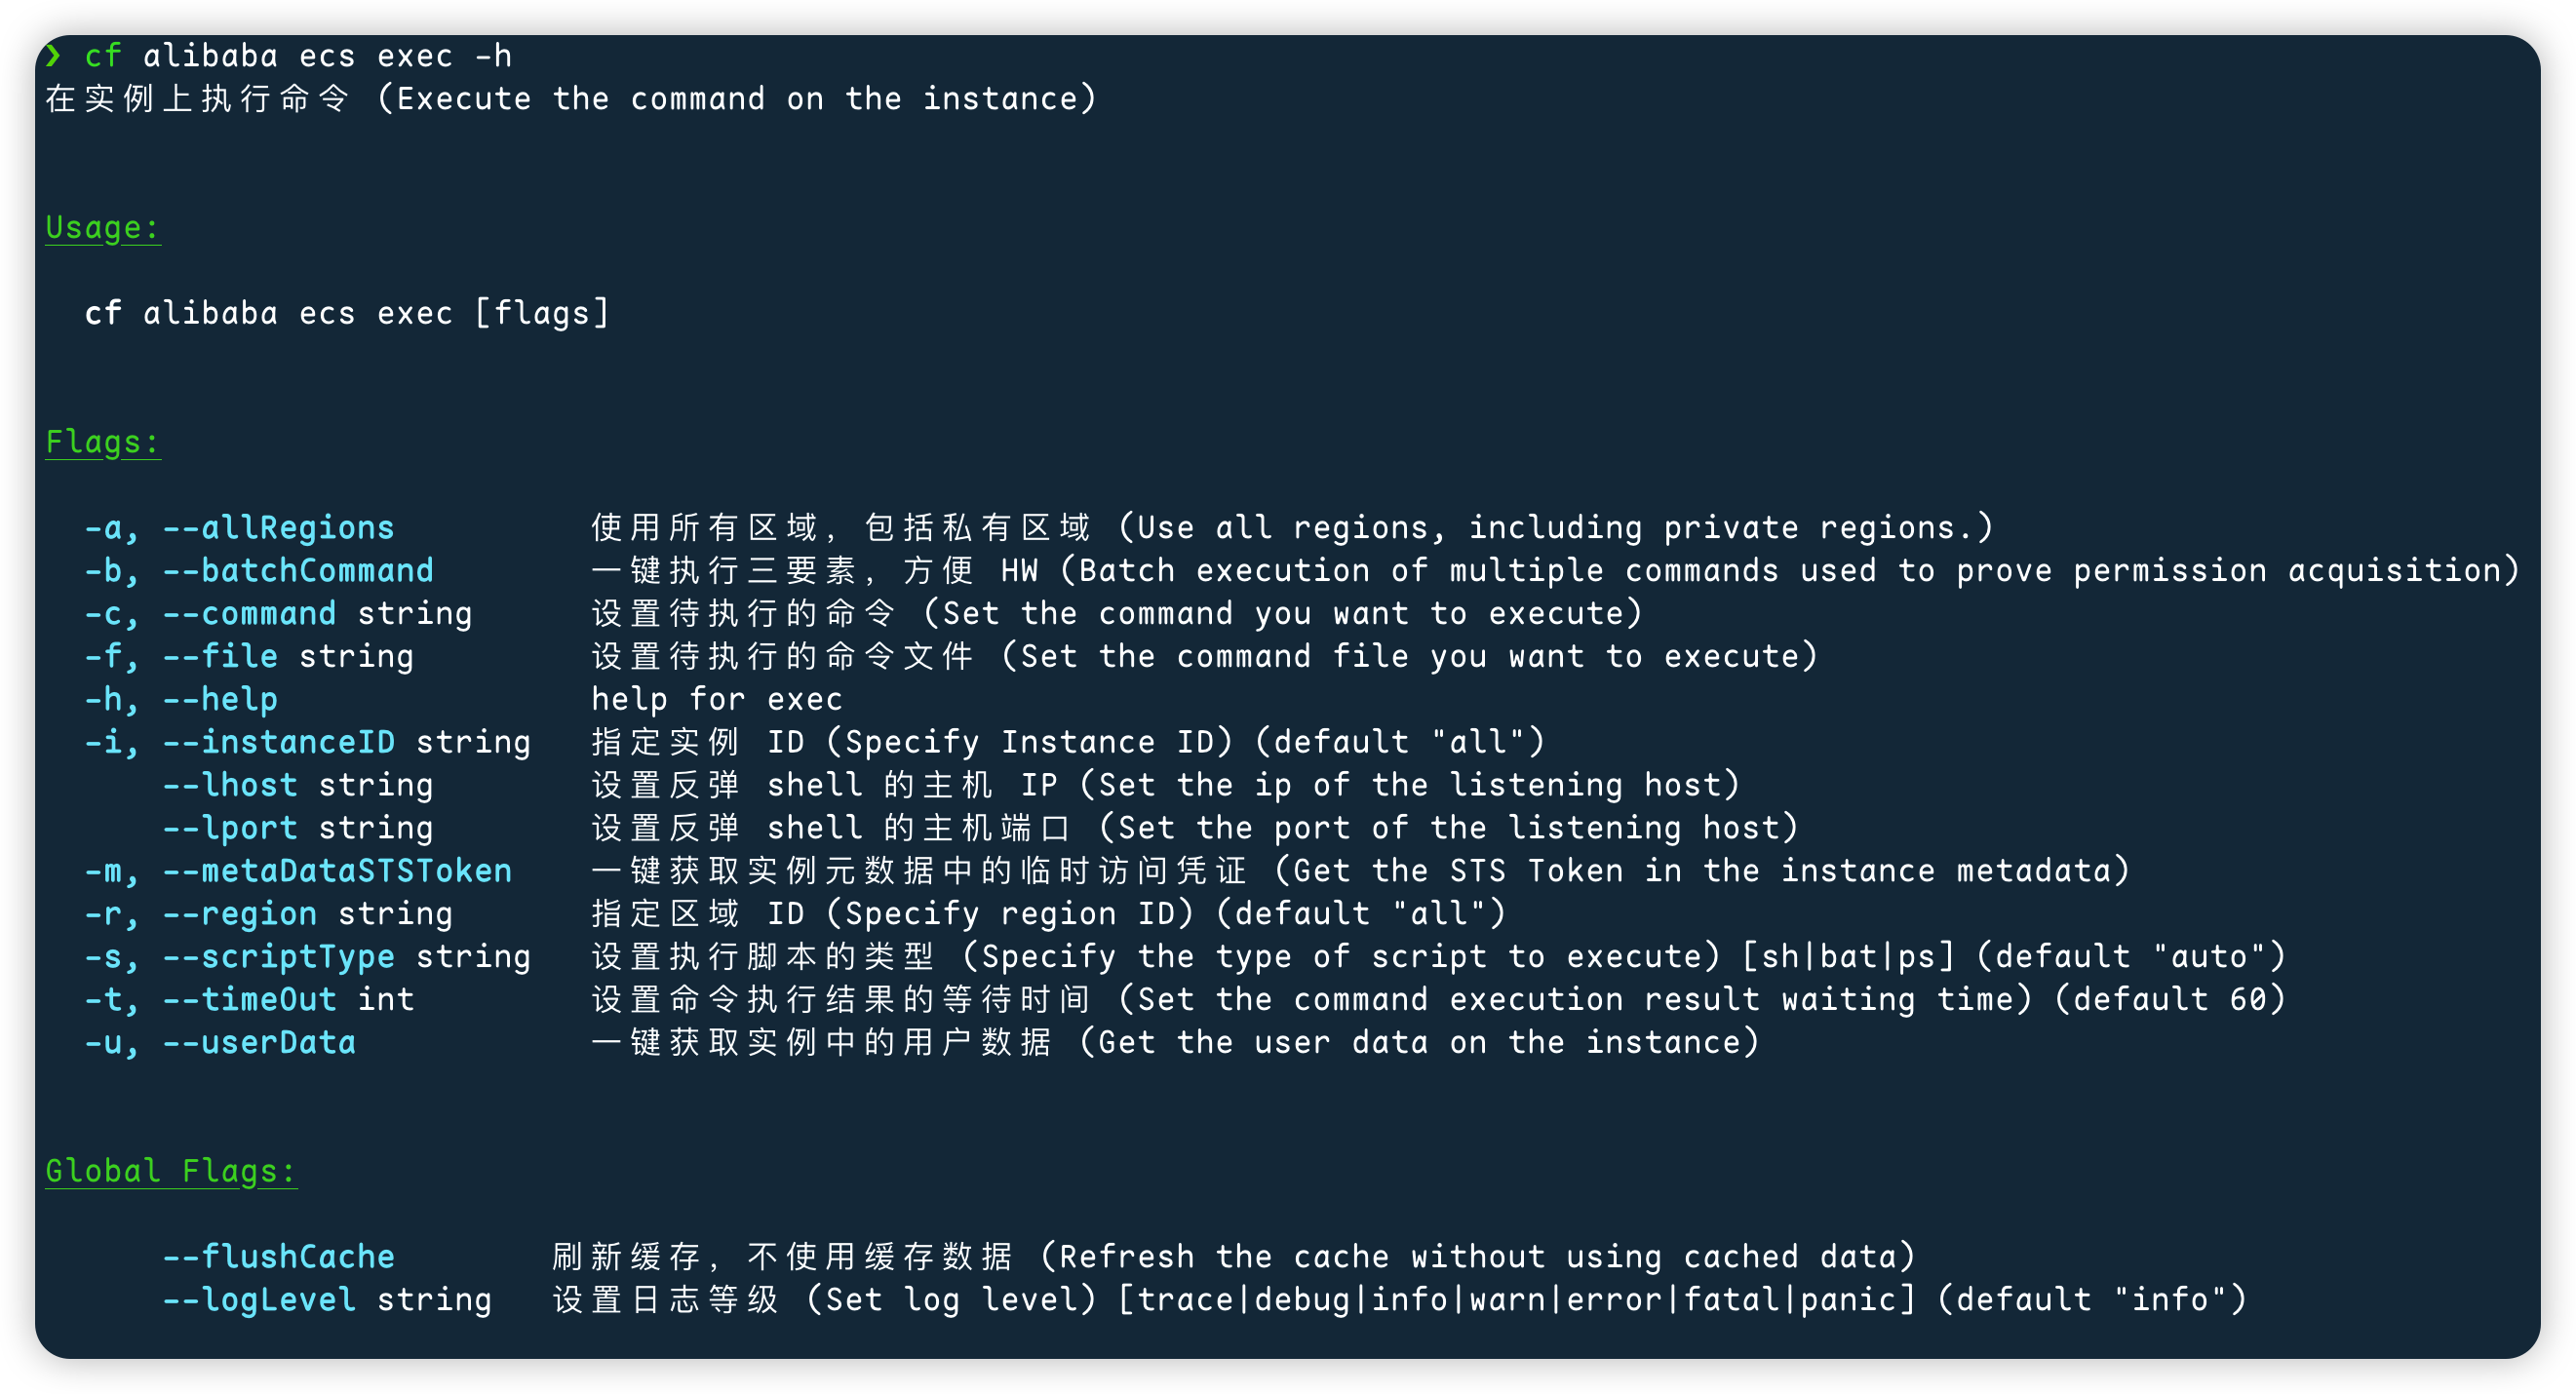 ❯ cf alibaba ecs exec -h
在实例上执行命令 (Execute the command on the instance)
Usage:
cf alibaba ecs exec [flags]
Flags:
-a, --allRegions 使用所有区域，包括私有区域 (Use all regions, including private regions.)
-b, --batchCommand 一键执行三要素，方便 HW (Batch execution of multiple commands used to prove permission acquisition)
-c, --command string 设置待执行的命令 (Set the command you want to execute)
-f, --file string 设置待执行的命令文件 (Set the command file you want to execute)
-h, --help help for exec
-i, --instanceID string 指定实例 ID (Specify Instance ID) (default "all")
--lhost string 设置反弹 shell 的主机 IP (Set the ip of the listening host)
--lport string 设置反弹 shell 的主机端口 (Set the port of the listening host)
-m, --metaDataSTSToken 一键获取实例元数据中的临时访问凭证 (Get the STS Token in the instance metadata)
-r, --region string 指定区域 ID (Specify region ID) (default "all")
-s, --scriptType string 设置执行脚本的类型 (Specify the type of script to execute) [sh|bat|ps] (default "auto")
-t, --timeOut int 设置命令执行结果的等待时间 (Set the command execution result waiting time) (default 60)
-u, --userData 一键获取实例中的用户数据 (Get the user data on the instance)
Global Flags:
--flushCache 刷新缓存，不使用缓存数据 (Refresh the cache without using cached data)
--logLevel string 设置日志等级 (Set log level) [trace|debug|info|warn|error|fatal|panic] (default "info")